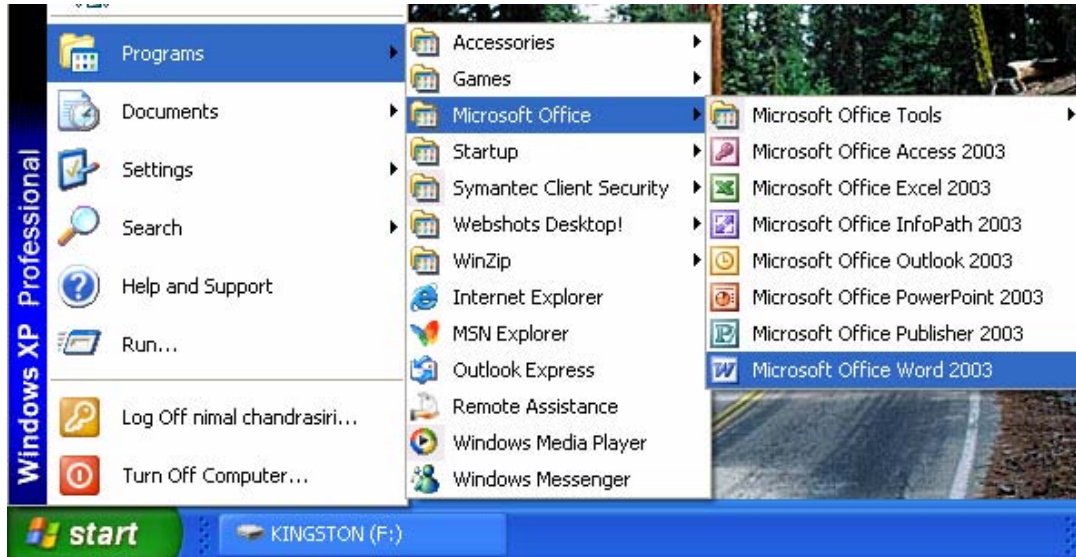 Programs
Documents
Settings
Search
Help and Support
Run...
Log Off nimal chandrasiri...
Turn Off Computer...
Windows XP Professional
Accessories
Games
Microsoft Office
Startup
Symantec Client Security
Webshots Desktop!
WinZip
Internet Explorer
MSN Explorer
Outlook Express
Remote Assistance
Windows Media Player
Windows Messenger
Microsoft Office Tools
Microsoft Office Access 2003
Microsoft Office Excel 2003
Microsoft Office InfoPath 2003
Microsoft Office Outlook 2003
Microsoft Office PowerPoint 2003
Microsoft Office Publisher 2003
Microsoft Office Word 2003
start
KINGSTON (F:)